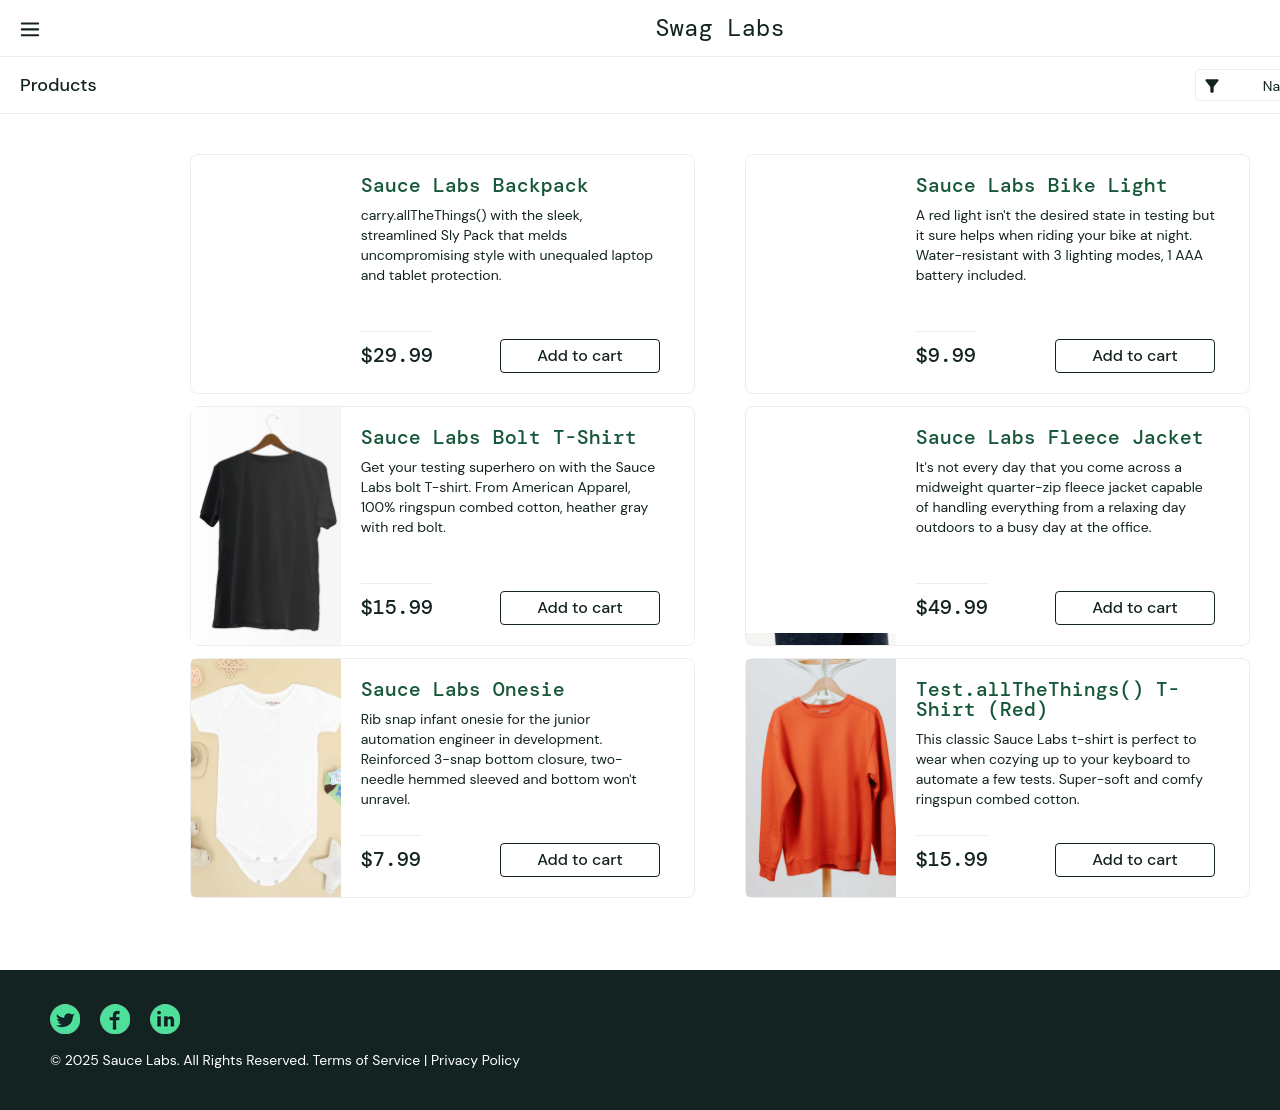 Swag Labs
Products
Na
Sauce Labs Backpack
carry.allTheThings() with the sleek,
streamlined Sly Pack that melds
uncompromising style with unequaled laptop
and tablet protection.
$29.99
Add to cart
Sauce Labs Bike Light
A red light isn't the desired state in testing but
it sure helps when riding your bike at night.
Water-resistant with 3 lighting modes, 1 AAA
battery included.
$9.99
Add to cart
Sauce Labs Bolt T-Shirt
Get your testing superhero on with the Sauce
Labs bolt T-shirt. From American Apparel,
100% ringspun combed cotton, heather gray
with red bolt.
$15.99
Add to cart
Sauce Labs Fleece Jacket
It's not every day that you come across a
midweight quarter-zip fleece jacket capable
of handling everything from a relaxing day
outdoors to a busy day at the office.
$49.99
Add to cart
Sauce Labs Onesie
Rib snap infant onesie for the junior
automation engineer in development.
Reinforced 3-snap bottom closure, two-
needle hemmed sleeved and bottom won't
unravel.
$7.99
Add to cart
Test.allTheThings() T-
Shirt (Red)
This classic Sauce Labs t-shirt is perfect to
wear when cozying up to your keyboard to
automate a few tests. Super-soft and comfy
ringspun combed cotton.
$15.99
Add to cart
© 2025 Sauce Labs. All Rights Reserved. Terms of Service | Privacy Policy